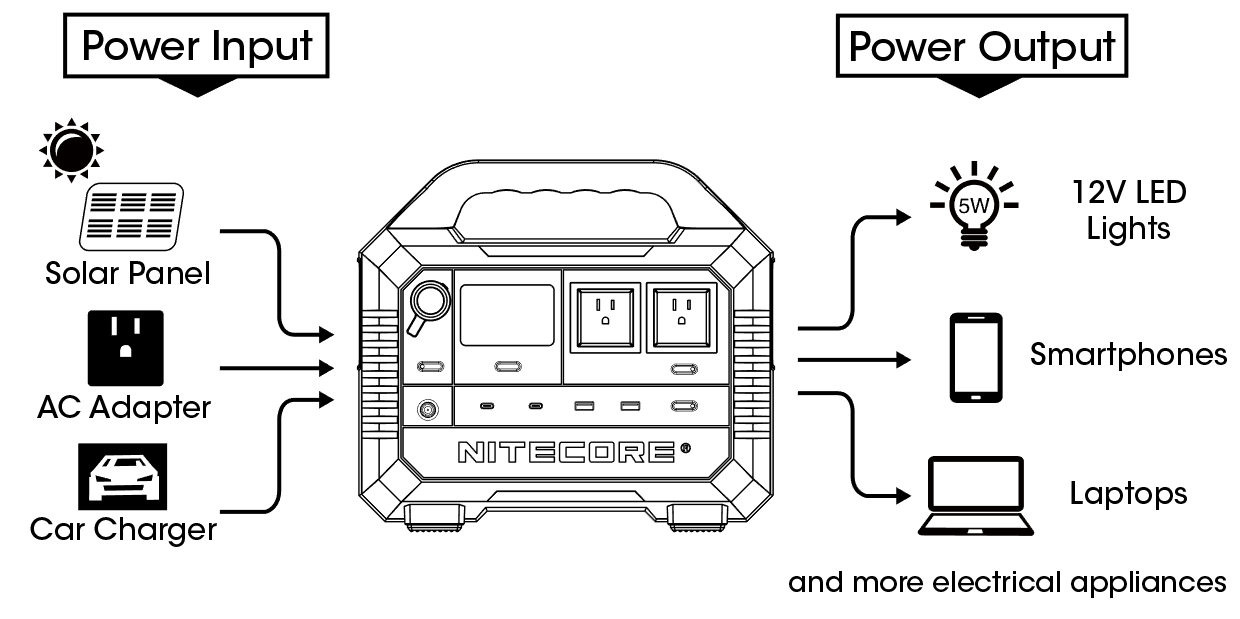 Power Input
Power Output
Solar Panel
AC Adapter
Car Charger
NITECORE®
5W
12V LED
Lights
Smartphones
Laptops
and more electrical appliances